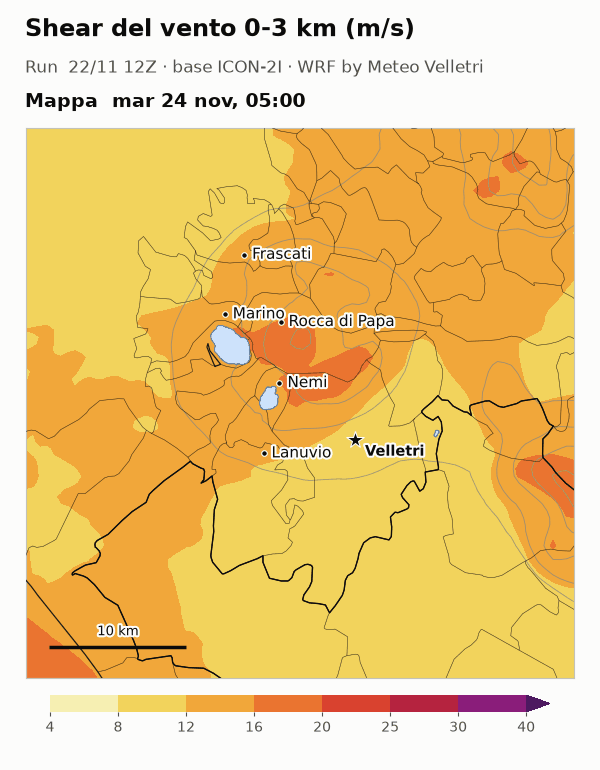 Shear del vento 0-3 km (m/s)
Run  22/11 12Z · base ICON-2I · WRF by Meteo Velletri
Mappa  mar 24 nov, 05:00
Frascati
Marino
Rocca di Papa
Nemi
Velletri
Lanuvio
10 km
4 8 12 16 20 25 30 40